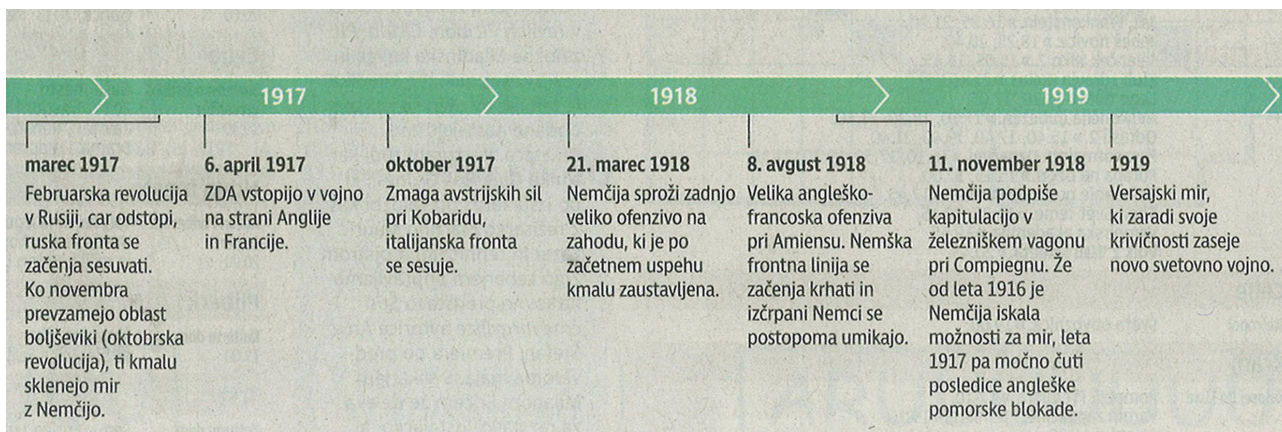 1917
1918
1919
marec 1917
Februarska revolucija
v Rusiji, car odstopi,
ruska fronta se
začenja sesuvati.
Ko novembra
prevzamejo oblast
boljševiki (oktobrska
revolucija), ti kmalu
sklenejo mir
z Nemčijo.
6. april 1917
ZDA vstopijo v vojno
na strani Anglije
in Francije.
oktober 1917
Zmaga avstrijskih sil
pri Kobaridu,
italijanska fronta
se sesuje.
21. marec 1918
Nemčija sproži zadnjo
veliko ofenzivo na
zahodu, ki je po
začetnem uspehu
kmalu zaustavljena.
8. avgust 1918
Velika angleško-
francoska ofenziva
pri Amiensu. Nemška
frontna linija se
začenja krhati in
izčrpani Nemci se
postopoma umikajo.
11. november 1918
Nemčija podpiše
kapitulacijo v
železniškem vagonu
pri Compiegnu. Že
od leta 1916 je
Nemčija iskala
možnosti za mir, leta
1917 pa močno čuti
posledice angleške
pomorske blokade.
1919
Versajski mir,
ki zaradi svoje
krivičnosti zaseje
novo svetovno vojno.